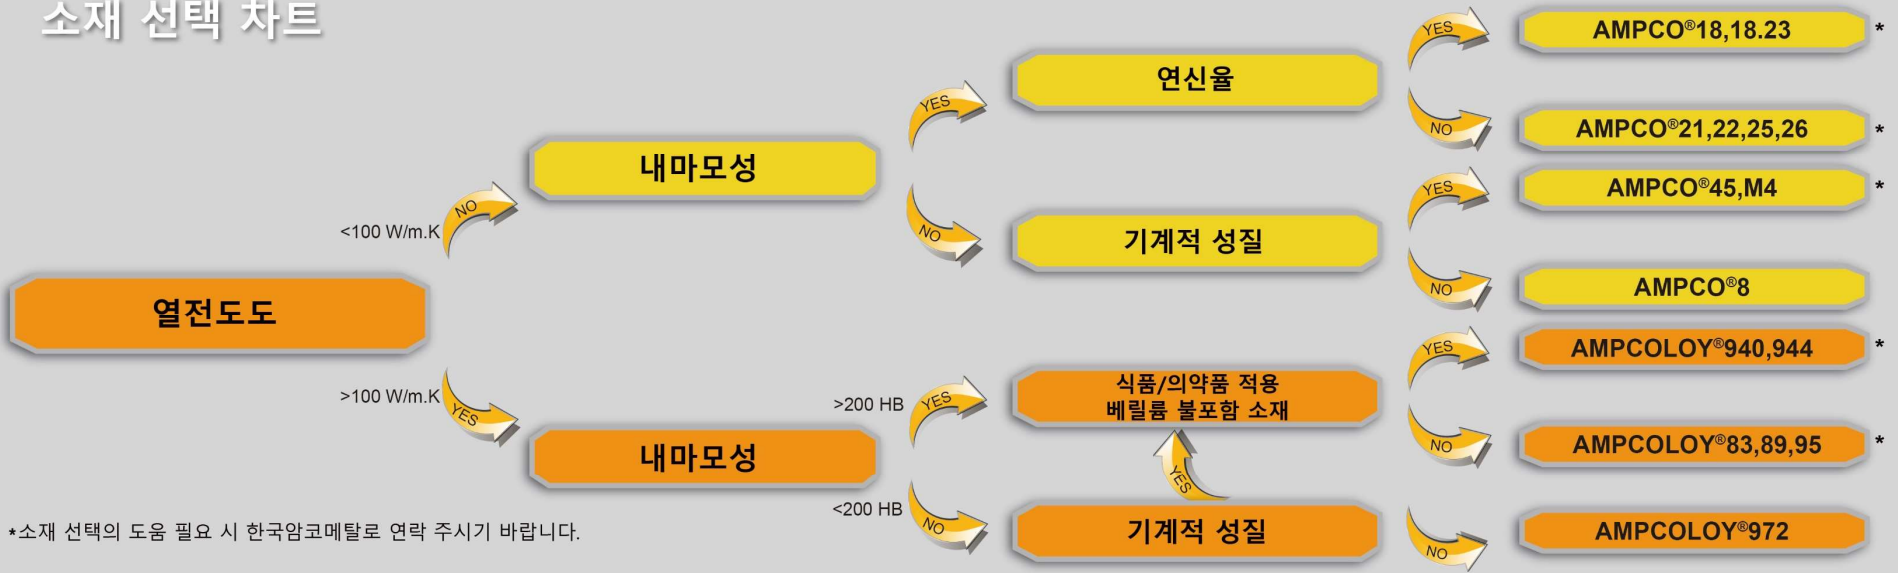 소재 선택 차트
YES
AMPCO®18,18.23 *
연신율
YES
NO
AMPCO®21,22,25,26 *
내마모성
YES
AMPCO®45,M4 *
NO
<100 W/m.K
NO
기계적 성질
NO
AMPCO®8
열전도도
YES
AMPCOLOY®940,944 *
>100 W/m.K
YES
>200 HB
YES
식품/의약품 적용
베릴륨 불포함 소재
NO
AMPCOLOY®83,89,95 *
내마모성
YES
<200 HB
NO
기계적 성질
NO
AMPCOLOY®972
*소재 선택의 도움 필요 시 한국암코메탈로 연락 주시기 바랍니다.